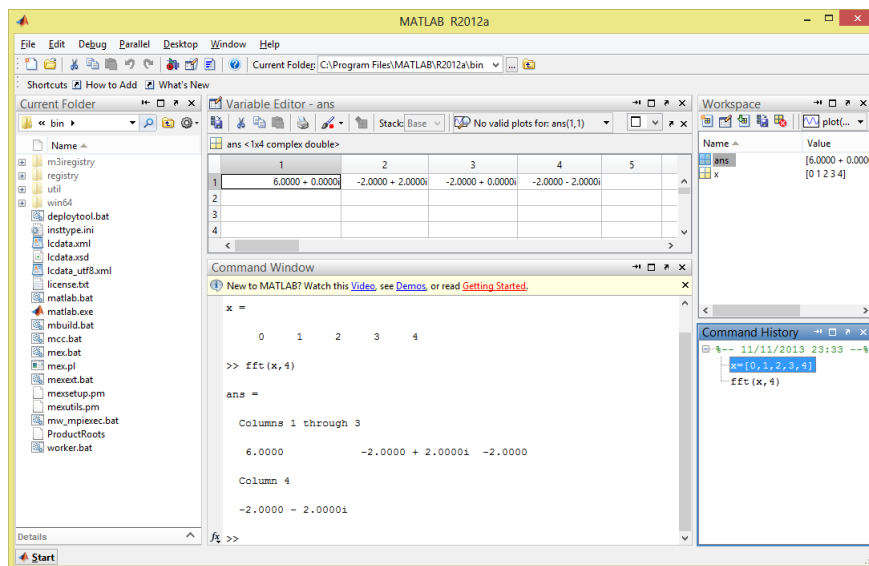 MATLAB R2012a
File Edit Debug Parallel Desktop Window Help
Current Folder: C:\Program Files\MATLAB\R2012a\bin ...
Shortcuts How to Add What's New
Current Folder
« bin
Name
m3iregistry
registry
util
win64
deploytool.bat
insttype.ini
lcdata.xml
lcdata.xsd
lcdata_utf8.xml
license.txt
matlab.bat
matlab.exe
mbuild.bat
mcc.bat
mex.bat
mex.pl
mexext.bat
mexsetup.pm
mexutils.pm
mw_mpiexec.bat
ProductRoots
worker.bat
Details
Start
Variable Editor - ans
Stack: Base No valid plots for: ans(1,1)
ans <1x4 complex double>
1 2 3 4 5
1 6.0000 + 0.0000i -2.0000 + 2.0000i -2.0000 + 0.0000i -2.0000 - 2.0000i
2
3
4
Command Window
New to MATLAB? Watch this Video, see Demos, or read Getting Started.
x =
0 1 2 3 4
>> fft(x,4)
ans =
Columns 1 through 3
6.0000 -2.0000 + 2.0000i -2.0000
Column 4
-2.0000 - 2.0000i
fx >>
Workspace
plot(...
Name Value
ans [6.0000 + 0.000
x [0 1 2 3 4]
Command History
%-- 11/11/2013 23:33 --%
x=[0,1,2,3,4]
fft(x,4)